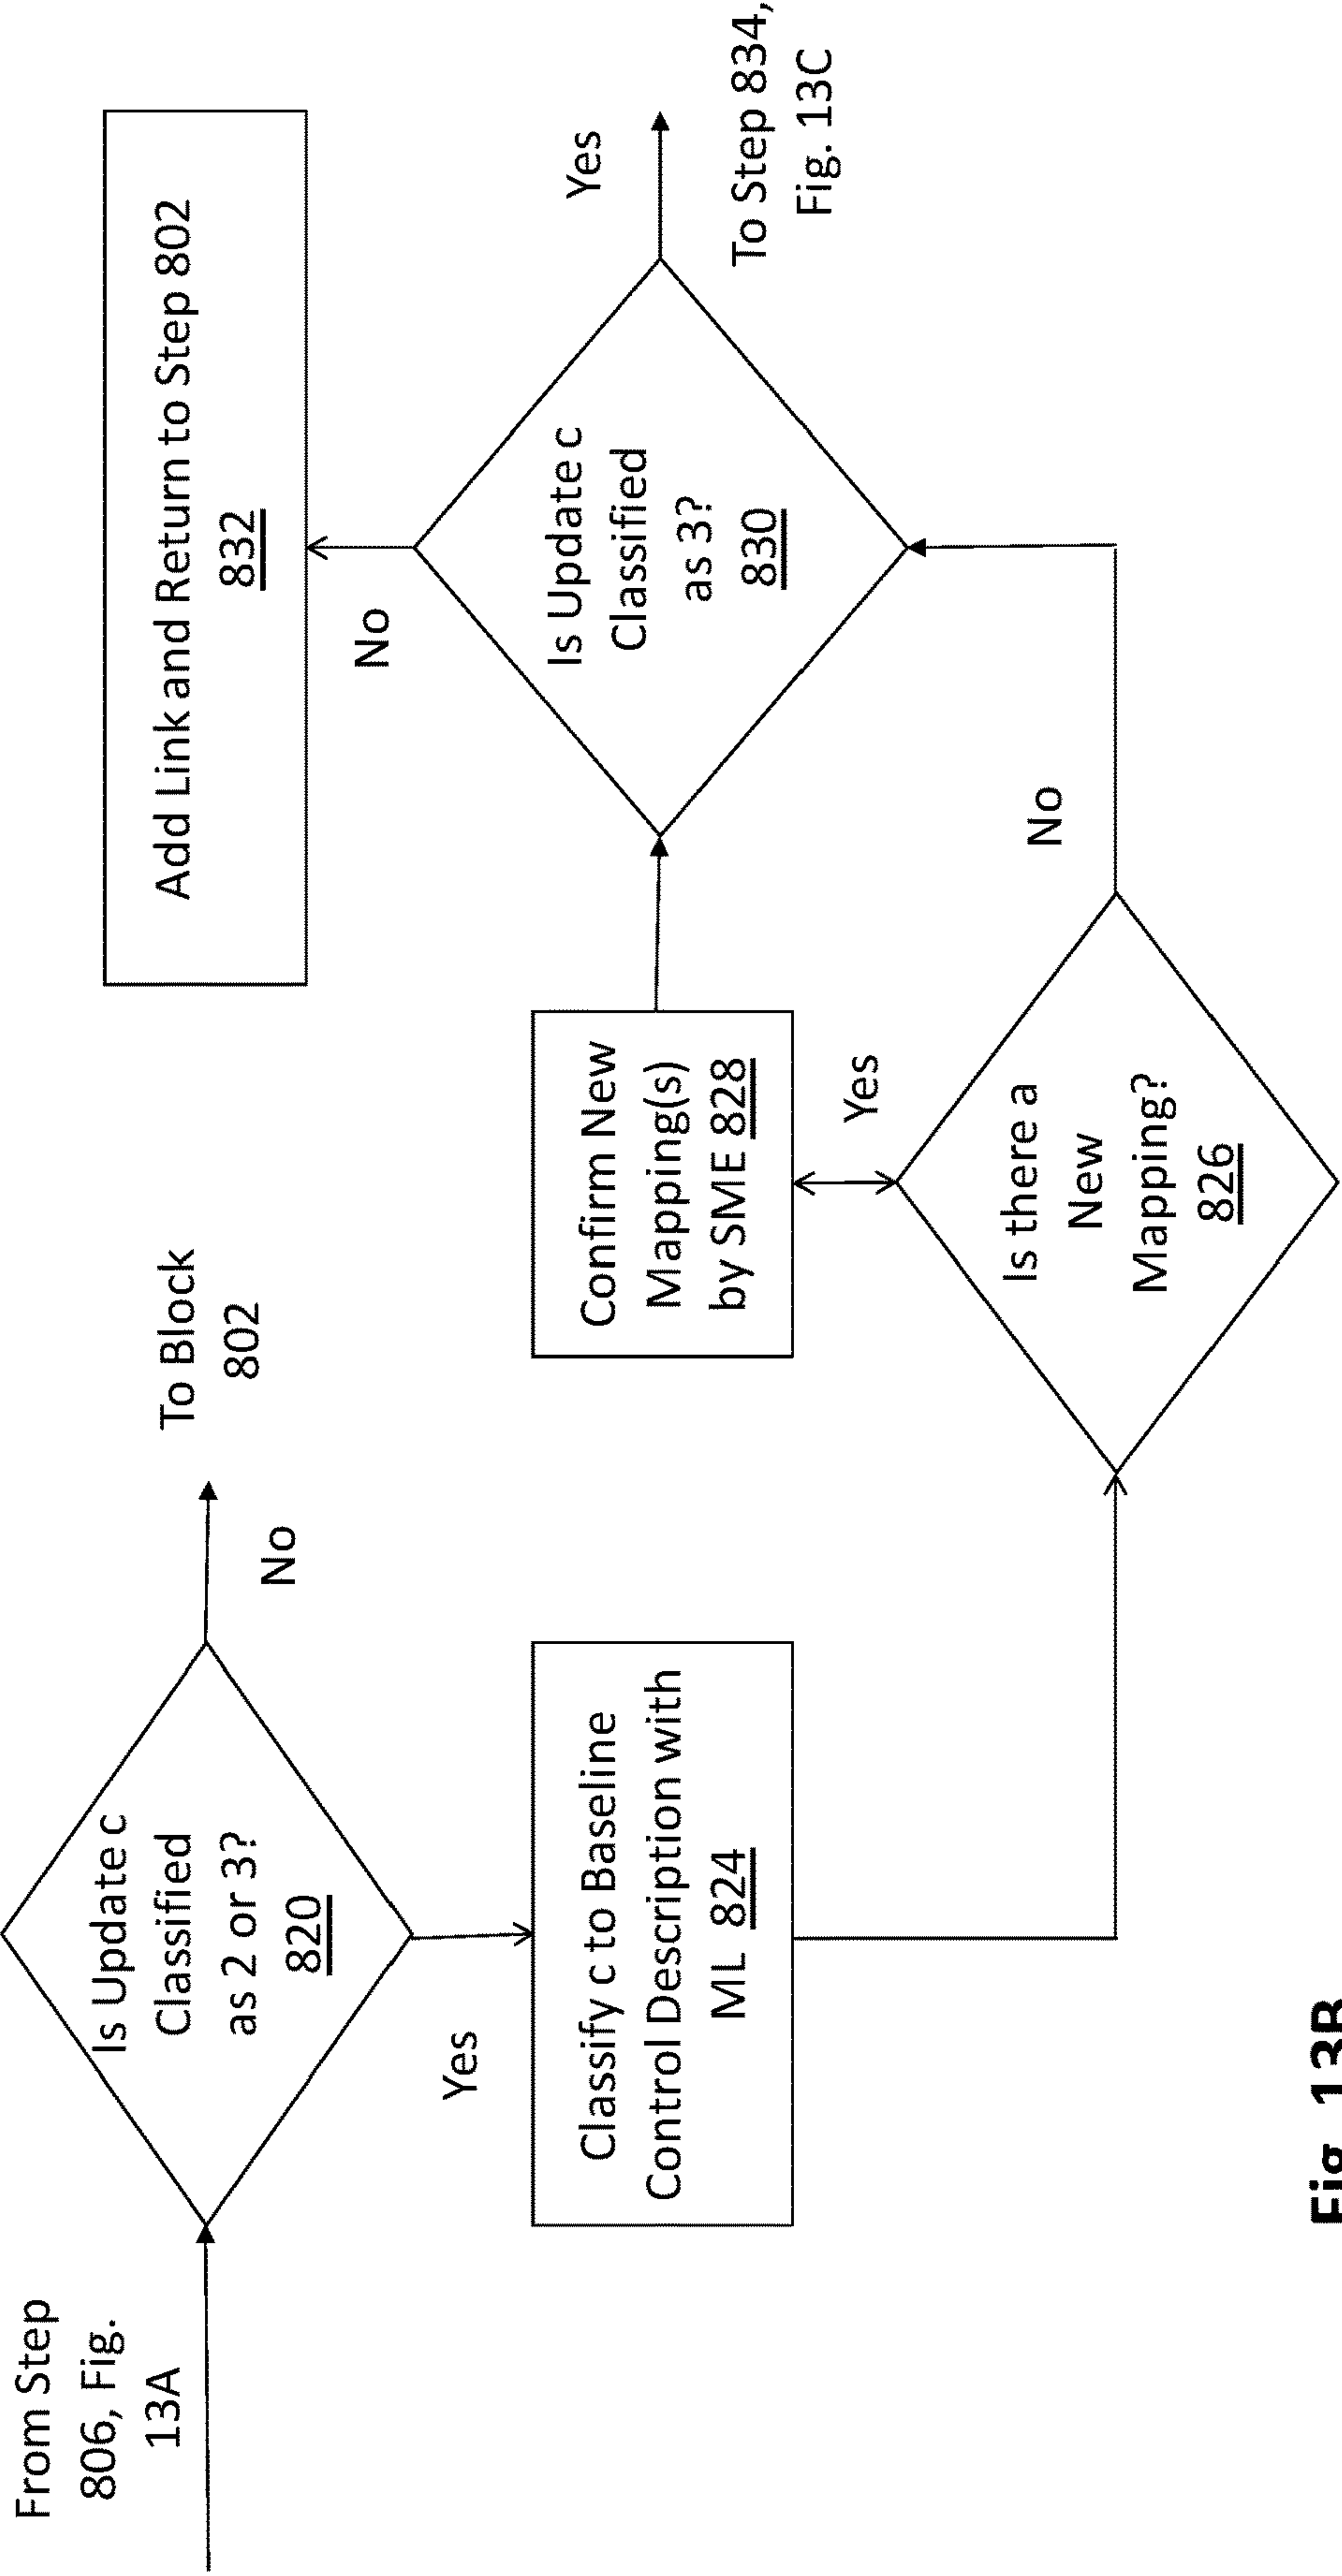 From Step
806, Fig.
13A
Is Update c
Classified
as 2 or 3?
820
No
To Block
802
Yes
Classify c to Baseline
Control Description with
ML 824
Is there a
New
Mapping?
826
Yes
Confirm New
Mapping(s)
by SME 828
No
Is Update c
Classified
as 3?
830
No
Add Link and Return to Step 802
832
Yes
To Step 834,
Fig. 13C
Fig. 13B